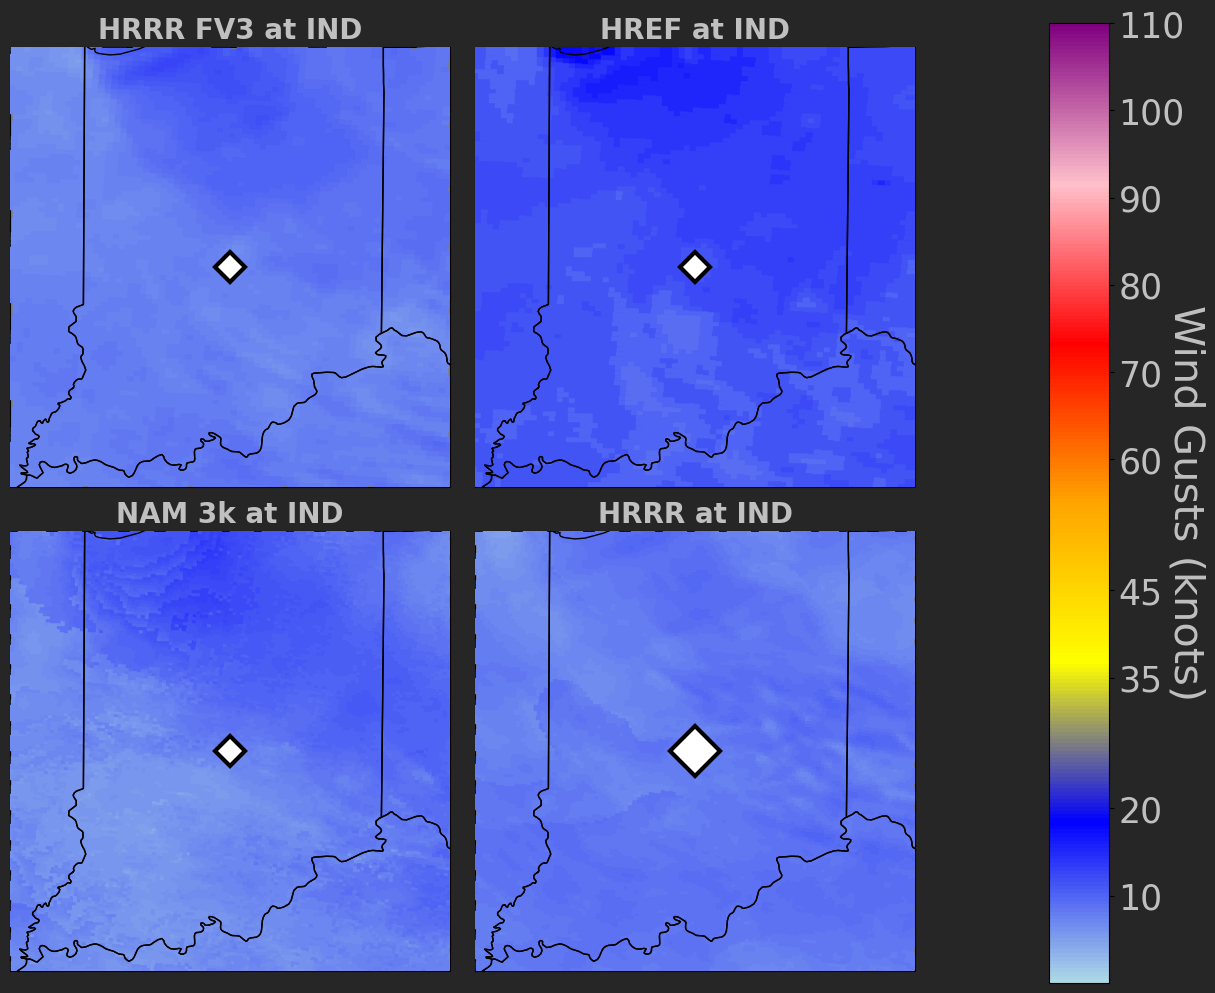 HRRR FV3 at IND
HREF at IND
NAM 3k at IND
HRRR at IND
110
100
90
80
70
60
45
35
20
10
Wind Gusts (knots)